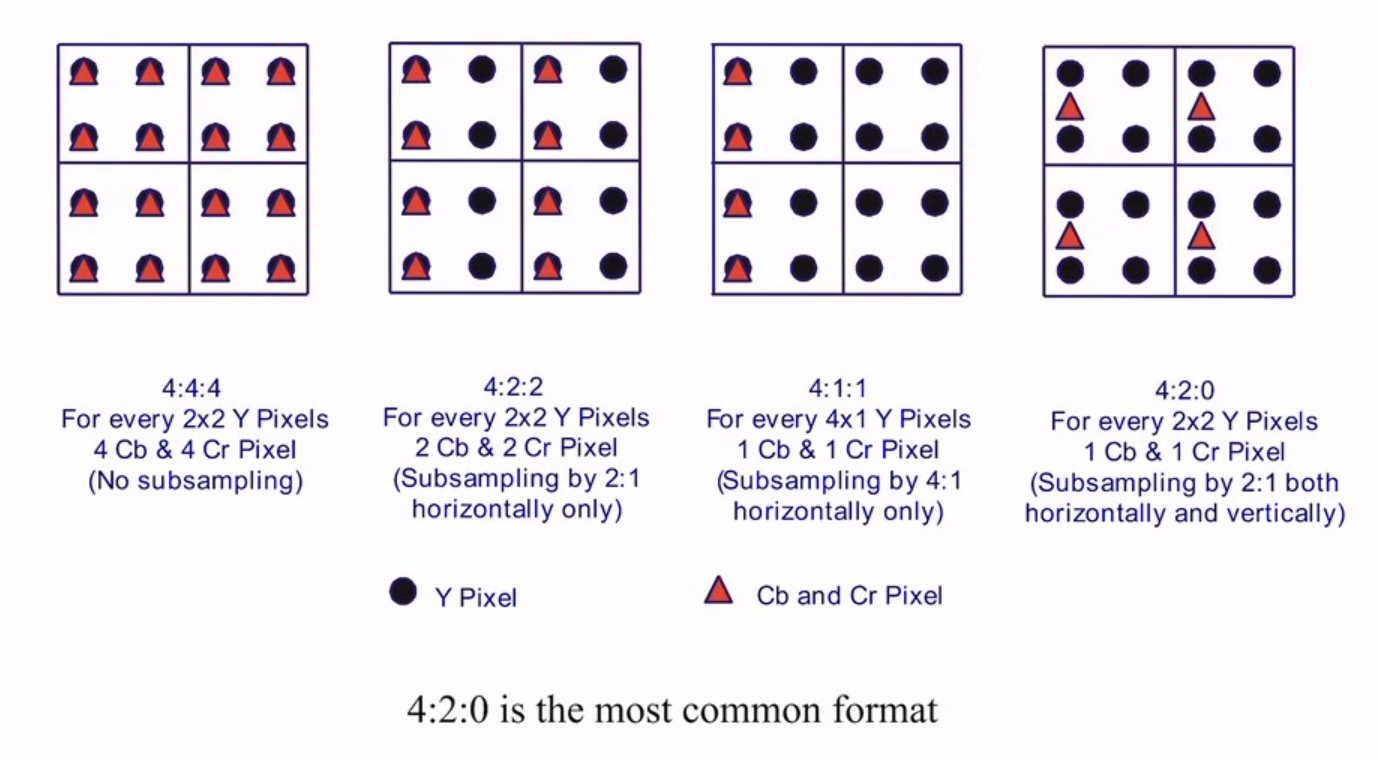 4:4:4
For every 2x2 Y Pixels
4 Cb & 4 Cr Pixel
(No subsampling)
4:2:2
For every 2x2 Y Pixels
2 Cb & 2 Cr Pixel
(Subsampling by 2:1
horizontally only)
4:1:1
For every 4x1 Y Pixels
1 Cb & 1 Cr Pixel
(Subsampling by 4:1
horizontally only)
4:2:0
For every 2x2 Y Pixels
1 Cb & 1 Cr Pixel
(Subsampling by 2:1 both
horizontally and vertically)
Y Pixel
Cb and Cr Pixel
4:2:0 is the most common format